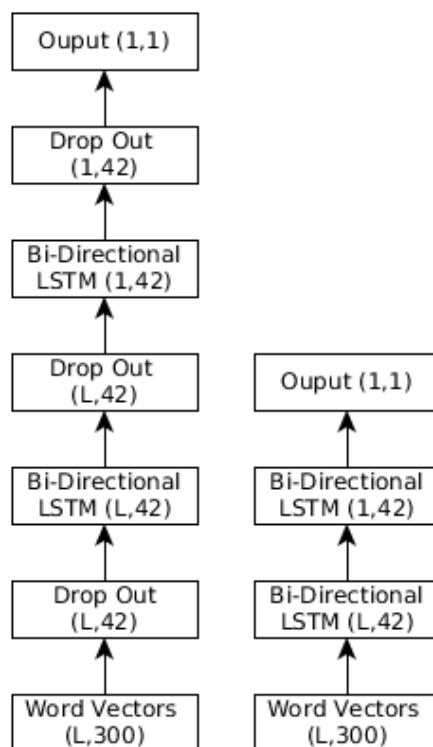 Ouput (1,1)
Drop Out
(1,42)
Bi-Directional
LSTM (1,42)
Drop Out
(L,42)
Bi-Directional
LSTM (L,42)
Drop Out
(L,42)
Word Vectors
(L,300)
Ouput (1,1)
Bi-Directional
LSTM (1,42)
Bi-Directional
LSTM (L,42)
Word Vectors
(L,300)